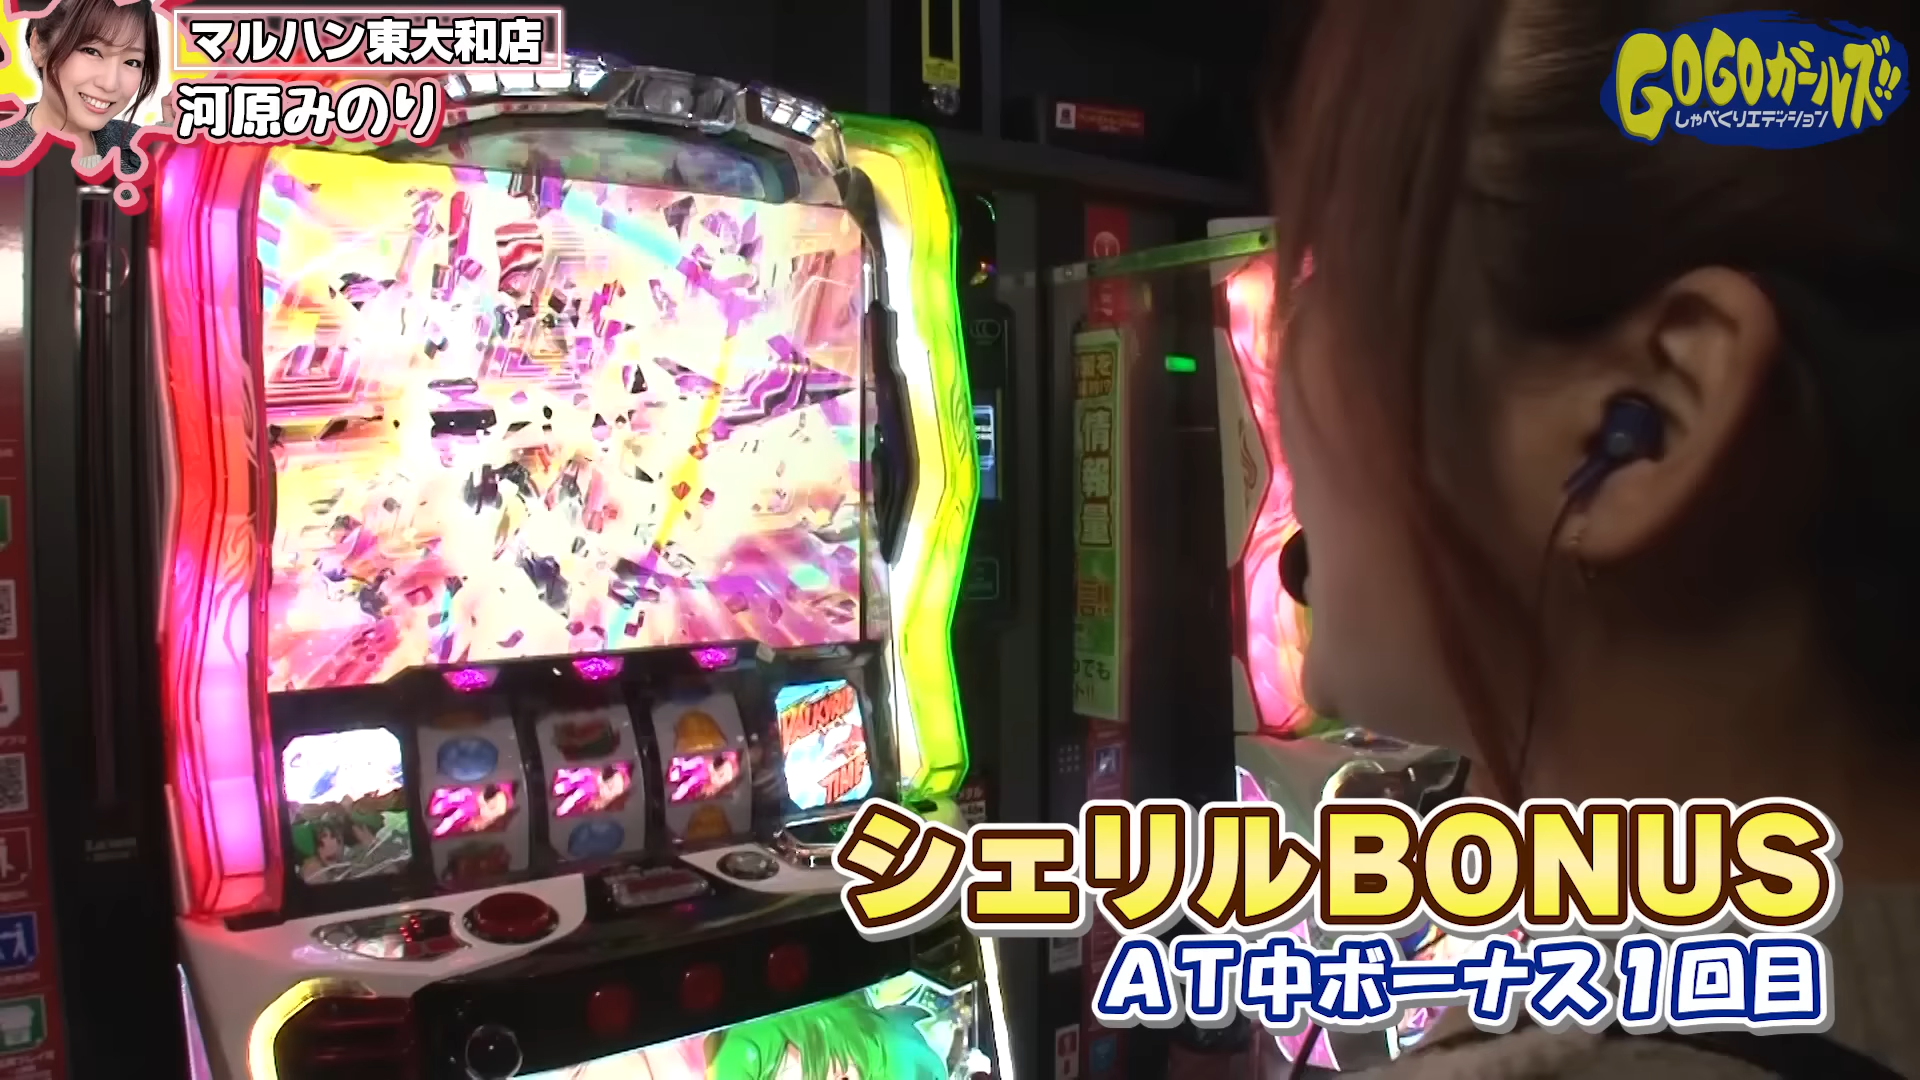 マルハン東大和店
河原みのり
GOGOガールズ!!
しゃべくりエディション
情報量
VALKYRIE
TIME
シェリルBONUS
AT中ボーナス1回目